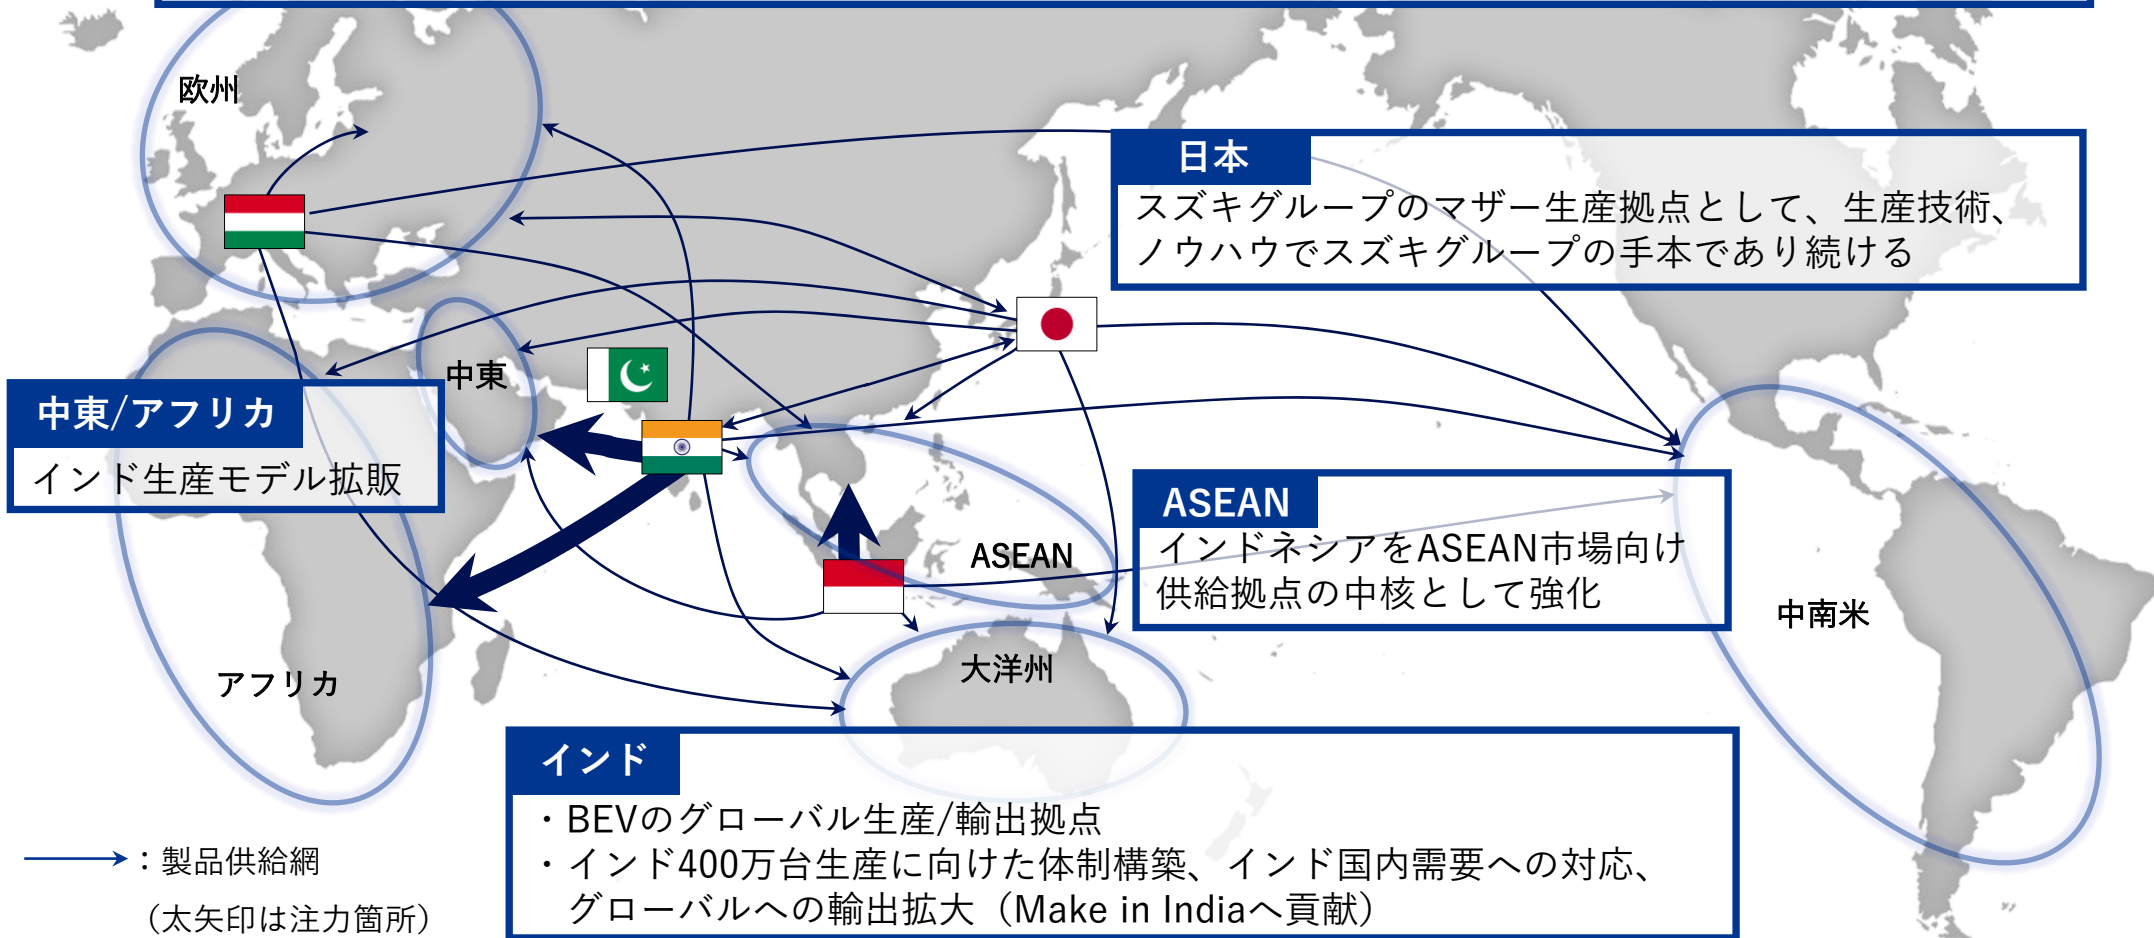 欧州
日本
スズキグループのマザー生産拠点として、生産技術、
ノウハウでスズキグループの手本であり続ける
中東
中東/アフリカ
インド生産モデル拡販
ASEAN
ASEAN
インドネシアをASEAN市場向け
供給拠点の中核として強化
中南米
アフリカ
大洋州
インド
・BEVのグローバル生産/輸出拠点
・インド400万台生産に向けた体制構築、インド国内需要への対応、
グローバルへの輸出拡大（Make in Indiaへ貢献）
：製品供給網
（太矢印は注力箇所）